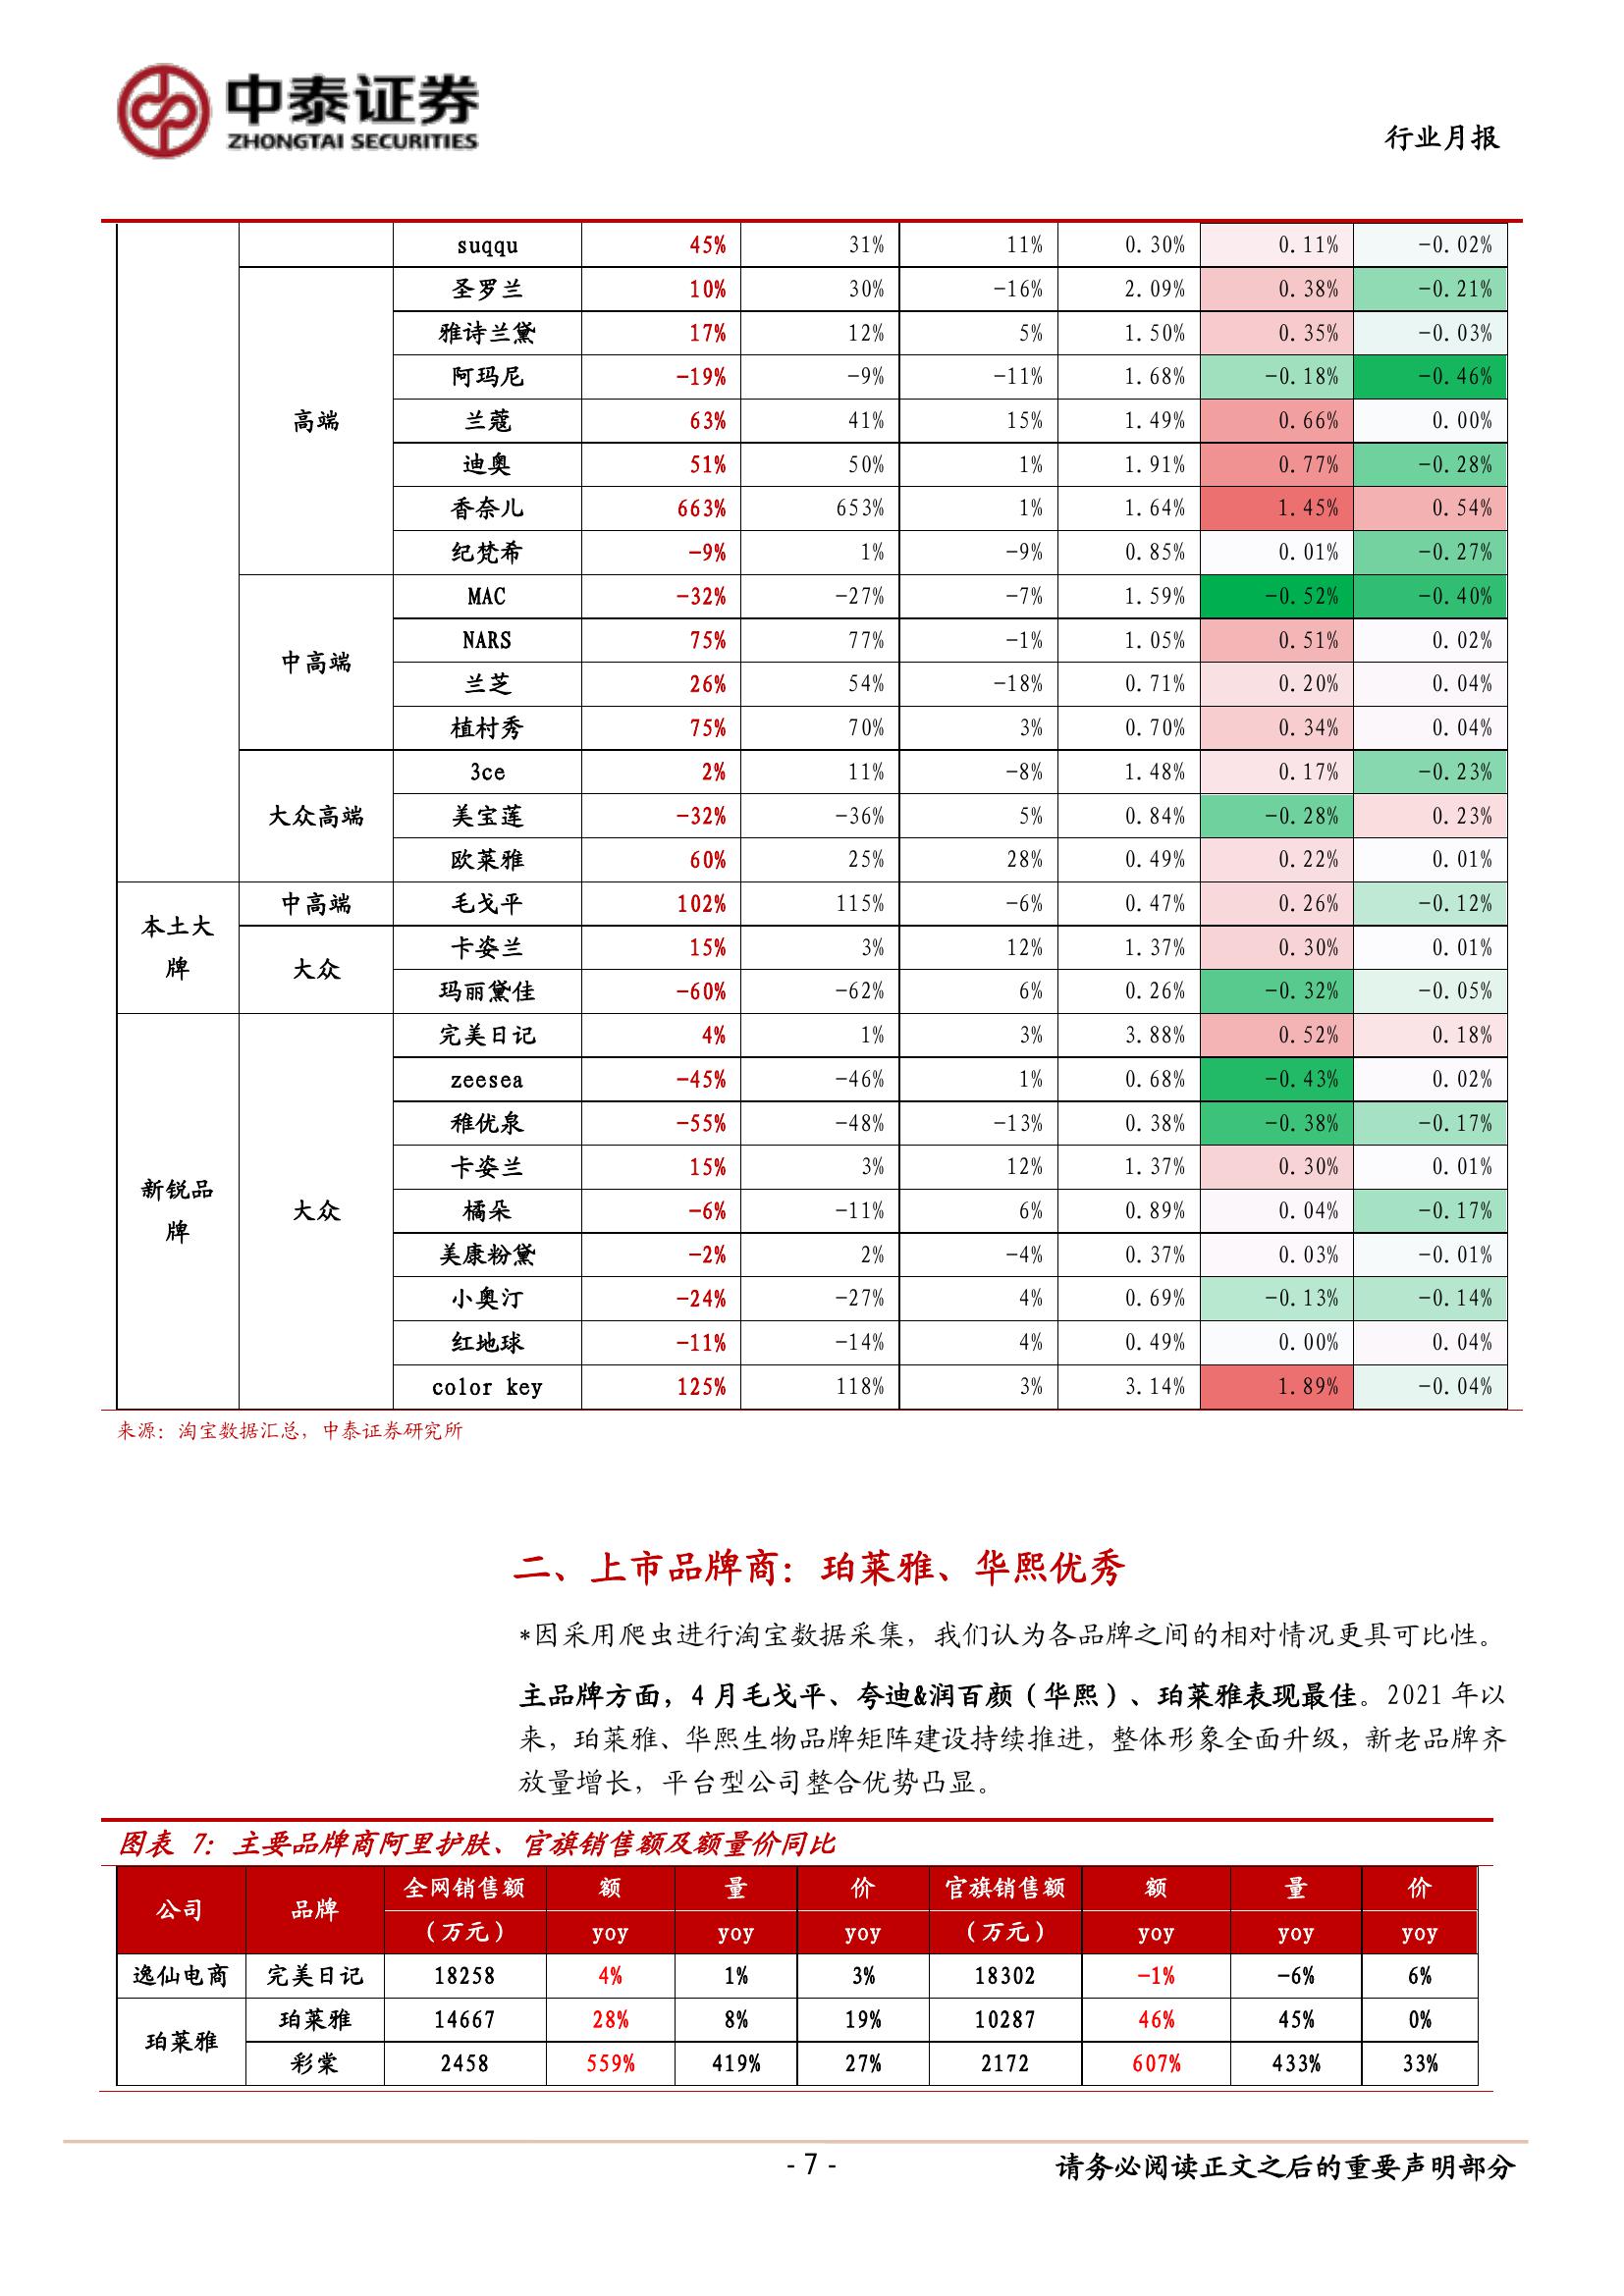 中泰证券
ZHONGTAI SECURITIES
行业月报
suqqu 45% 31% 11% 0.30% 0.11% -0.02%
高端
圣罗兰 10% 30% -16% 2.09% 0.38% -0.21%
雅诗兰黛 17% 12% 5% 1.50% 0.35% -0.03%
阿玛尼 -19% -9% -11% 1.68% -0.18% -0.46%
兰蔻 63% 41% 15% 1.49% 0.66% 0.00%
迪奥 51% 50% 1% 1.91% 0.77% -0.28%
香奈儿 663% 653% 1% 1.64% 1.45% 0.54%
纪梵希 -9% 1% -9% 0.85% 0.01% -0.27%
中高端
MAC -32% -27% -7% 1.59% -0.52% -0.40%
NARS 75% 77% -1% 1.05% 0.51% 0.02%
兰芝 26% 54% -18% 0.71% 0.20% 0.04%
植村秀 75% 70% 3% 0.70% 0.34% 0.04%
大众高端
3ce 2% 11% -8% 1.48% 0.17% -0.23%
美宝莲 -32% -36% 5% 0.84% -0.28% 0.23%
欧莱雅 60% 25% 28% 0.49% 0.22% 0.01%
本土大
牌
中高端
毛戈平 102% 115% -6% 0.47% 0.26% -0.12%
大众
卡姿兰 15% 3% 12% 1.37% 0.30% 0.01%
玛丽黛佳 -60% -62% 6% 0.26% -0.32% -0.05%
新锐品
牌
大众
完美日记 4% 1% 3% 3.88% 0.52% 0.18%
zeesea -45% -46% 1% 0.68% -0.43% 0.02%
稚优泉 -55% -48% -13% 0.38% -0.38% -0.17%
卡姿兰 15% 3% 12% 1.37% 0.30% 0.01%
橘朵 -6% -11% 6% 0.89% 0.04% -0.17%
美康粉黛 -2% 2% -4% 0.37% 0.03% -0.01%
小奥汀 -24% -27% 4% 0.69% -0.13% -0.14%
红地球 -11% -14% 4% 0.49% 0.00% 0.04%
color key 125% 118% 3% 3.14% 1.89% -0.04%
来源：淘宝数据汇总，中泰证券研究所
二、上市品牌商：珀莱雅、华熙优秀
*因采用爬虫进行淘宝数据采集，我们认为各品牌之间的相对情况更具可比性。
主品牌方面，4 月毛戈平、夸迪&润百颜（华熙）、珀莱雅表现最佳。2021 年以
来，珀莱雅、华熙生物品牌矩阵建设持续推进，整体形象全面升级，新老品牌齐
放量增长，平台型公司整合优势凸显。
图表 7：主要品牌商阿里护肤、官旗销售额及额量价同比
公司 品牌 全网销售额 额 量 价 官旗销售额 额 量 价
（万元） yoy yoy yoy （万元） yoy yoy yoy
逸仙电商 完美日记 18258 4% 1% 3% 18302 -1% -6% 6%
珀莱雅
珀莱雅 14667 28% 8% 19% 10287 46% 45% 0%
彩棠 2458 559% 419% 27% 2172 607% 433% 33%
- 7 -
请务必阅读正文之后的重要声明部分